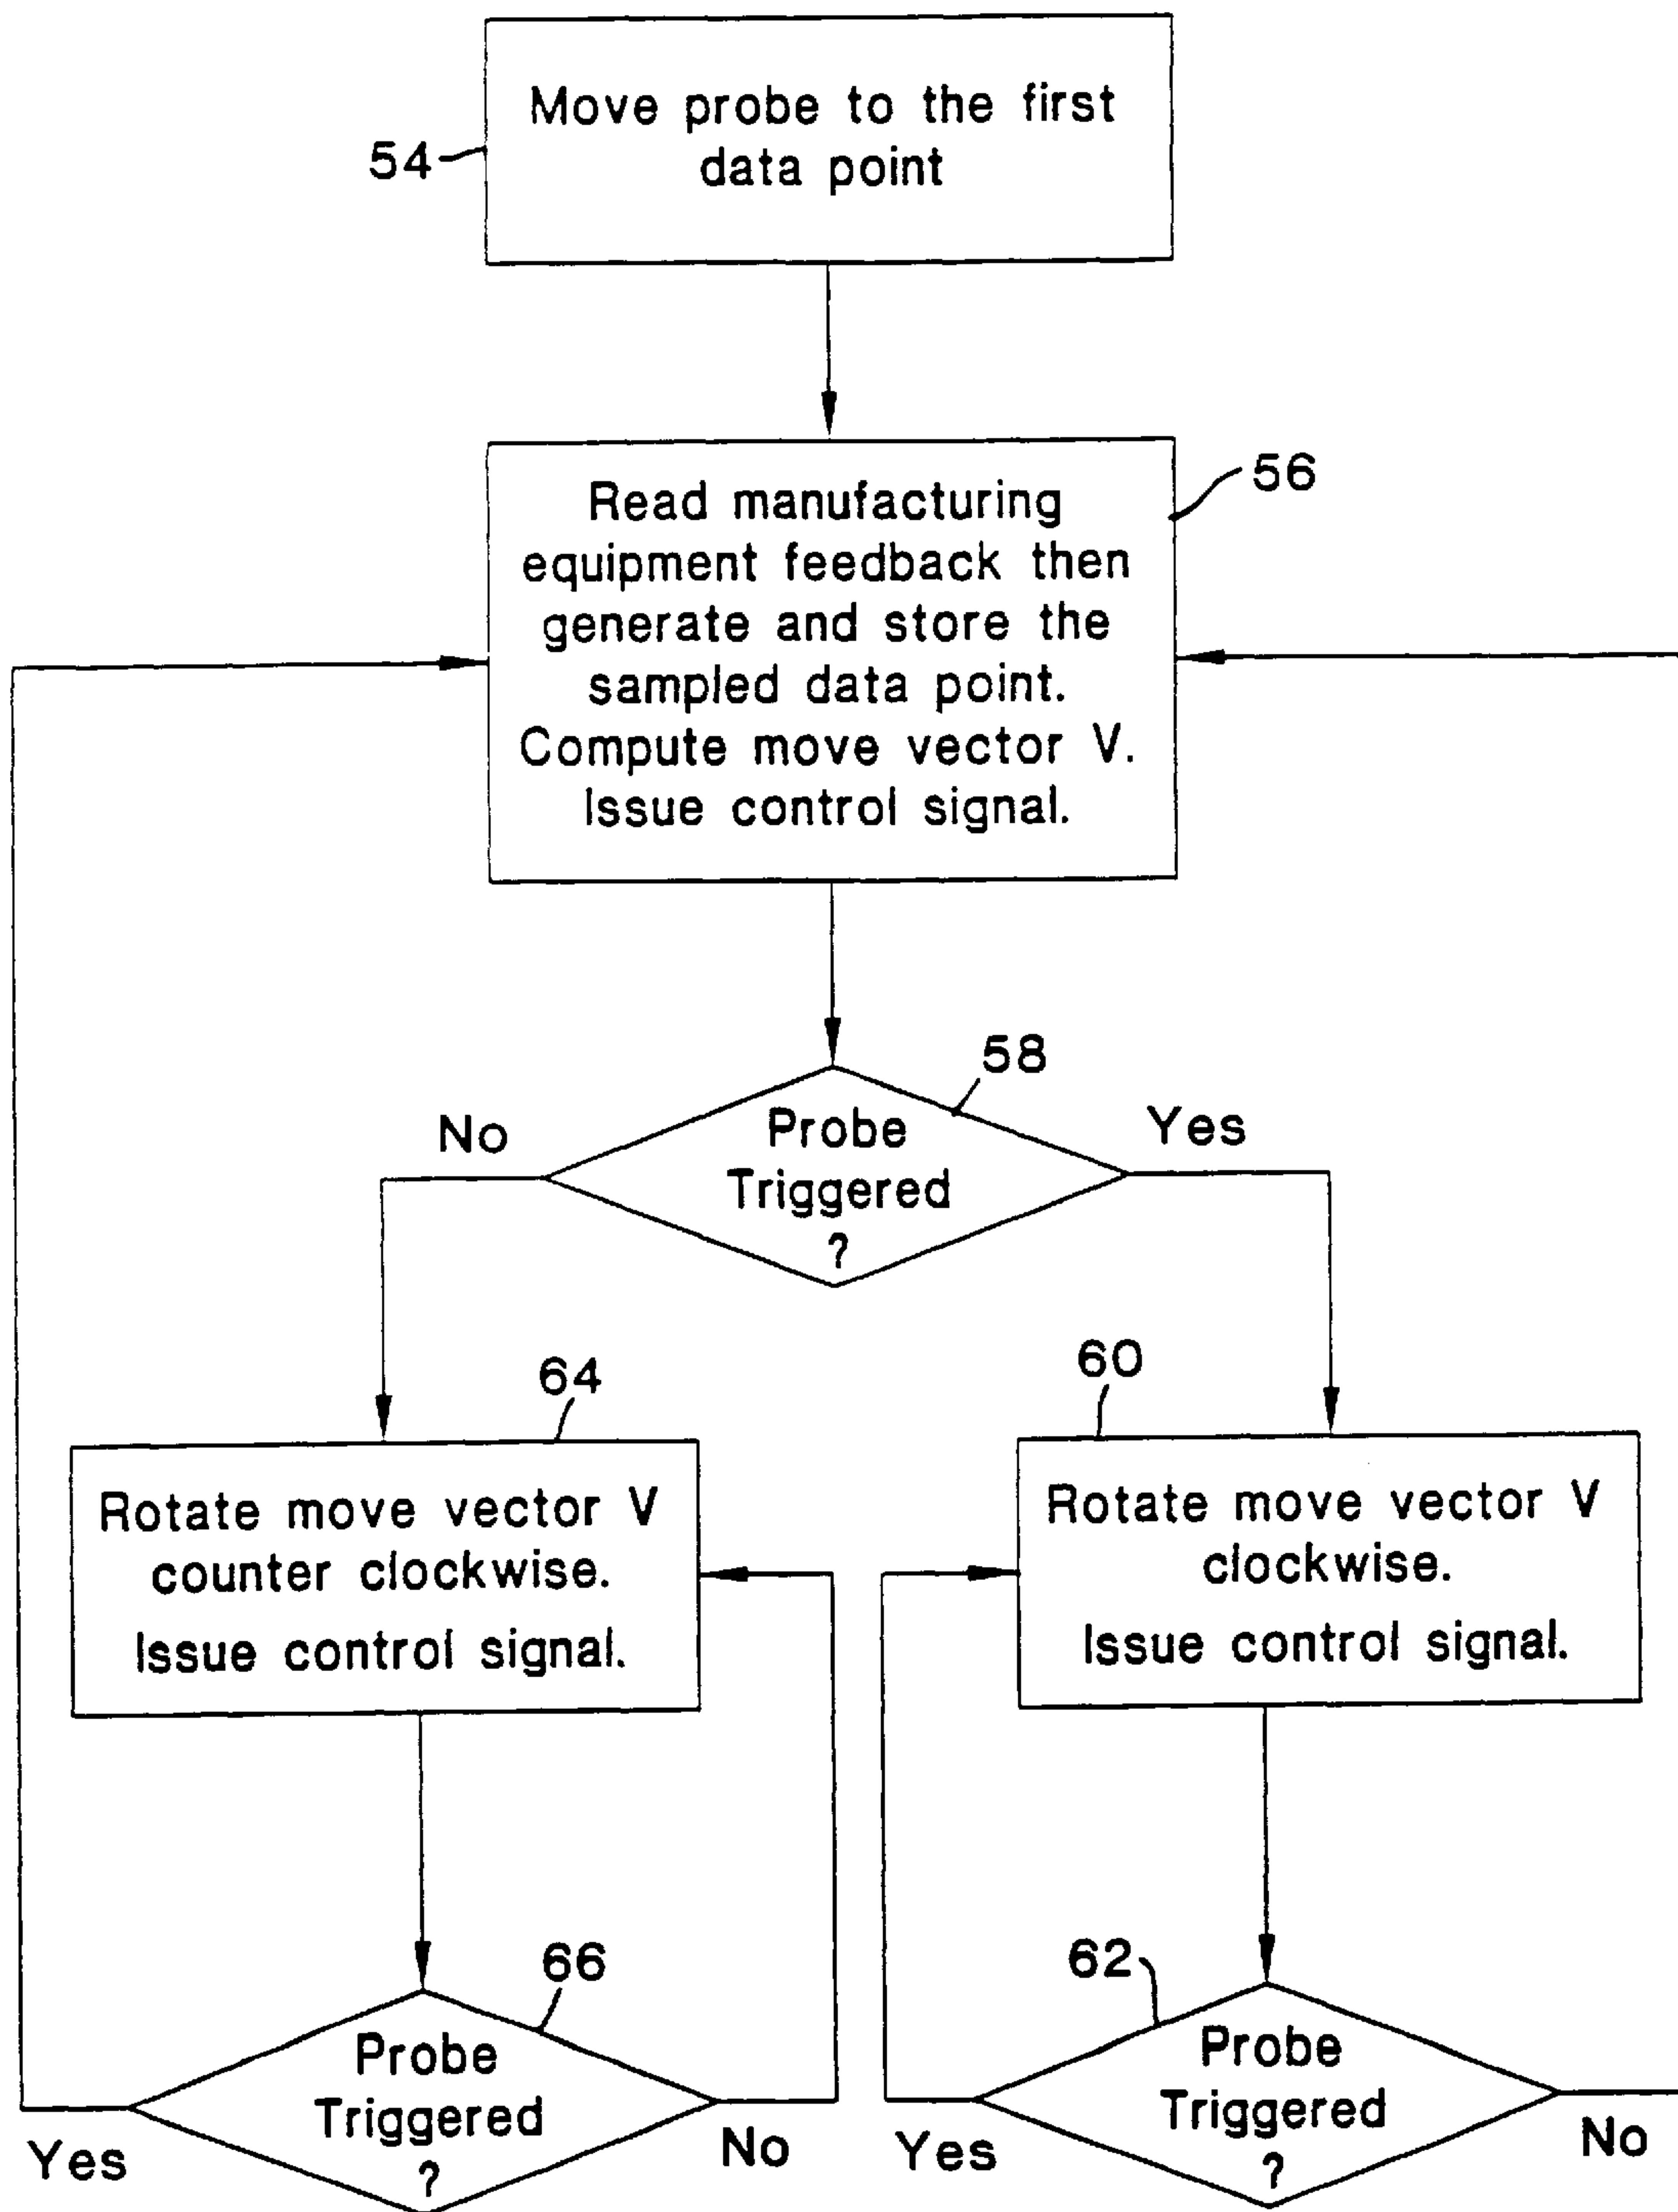 Move probe to the first
data point
54
Read manufacturing
equipment feedback then
generate and store the
sampled data point.
Compute move vector V.
Issue control signal.
56
58
No
Probe
Triggered
?
Yes
64
Rotate move vector V
counter clockwise.
Issue control signal.
60
Rotate move vector V
clockwise.
Issue control signal.
66
Probe
Triggered
?
Yes
No
62
Probe
Triggered
?
Yes
No